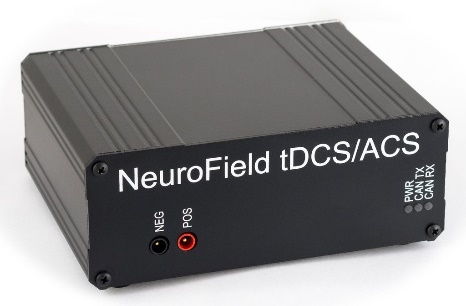 NeuroField tDCS/ACS
NEG
POS
PWR
CAN TX
CAN RX